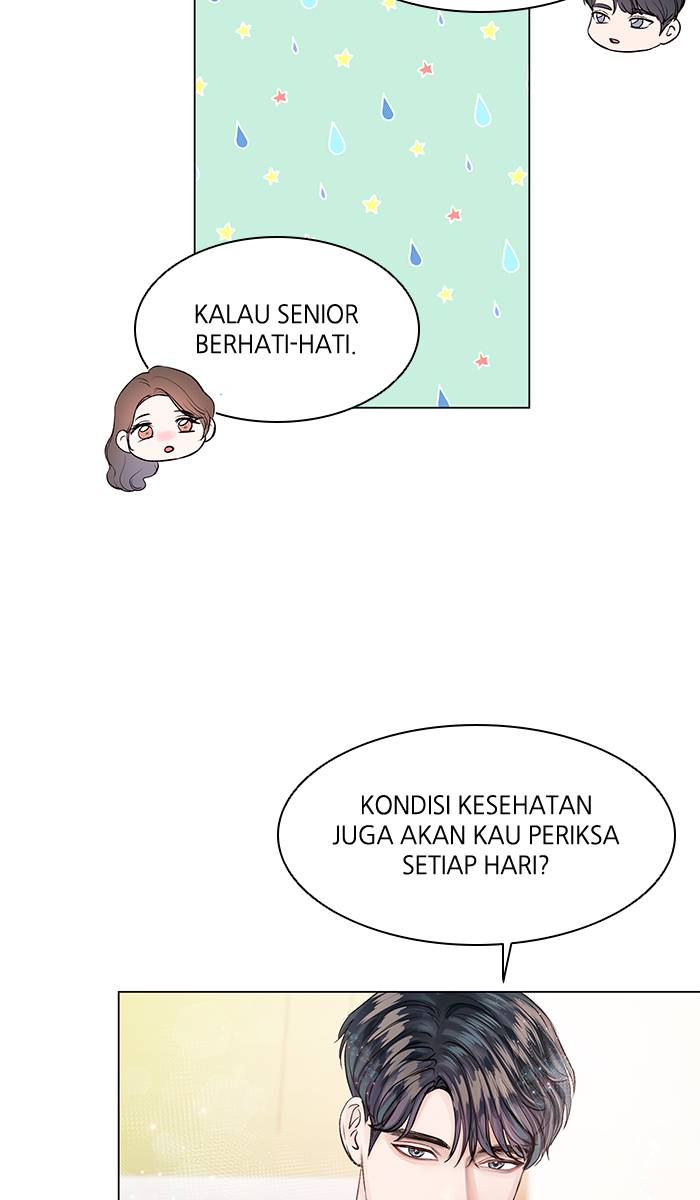 KALAU SENIOR
BERHATI-HATI.
KONDISI KESEHATAN
JUGA AKAN KAU PERIKSA
SETIAP HARI?